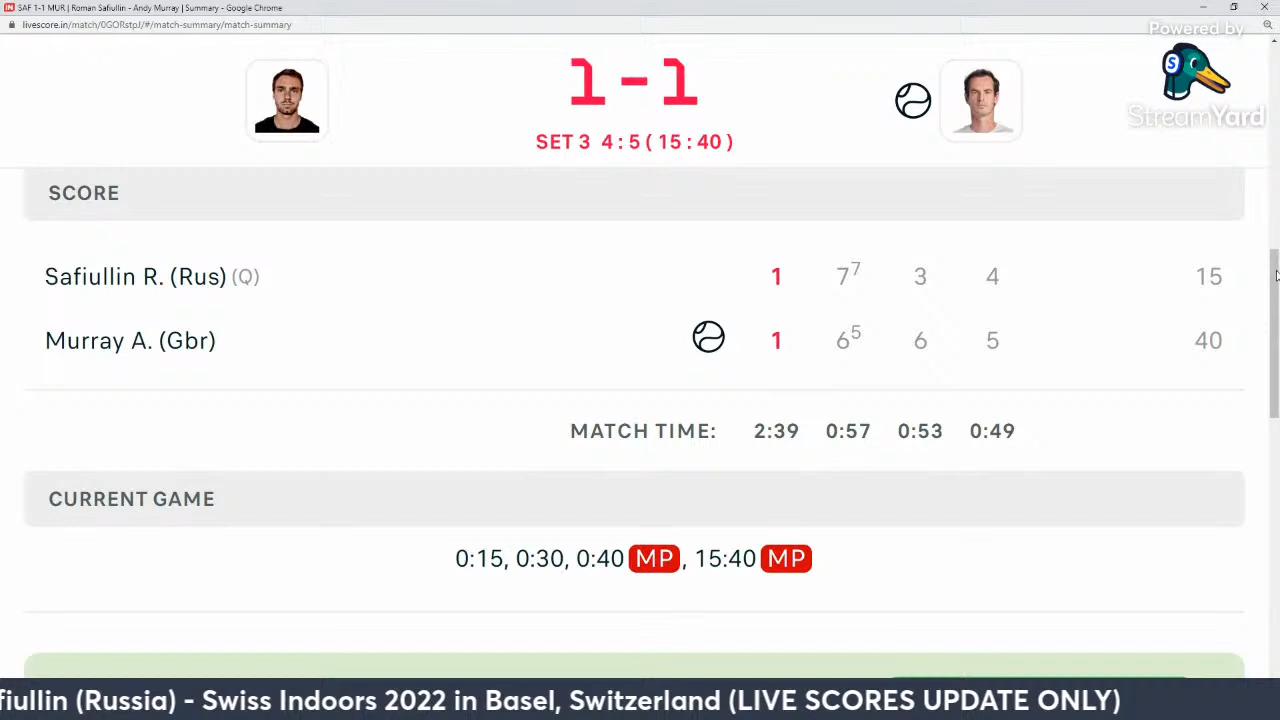 SAF 1-1 MUR | Roman Safiullin - Andy Murray | Summary - Google Chrome
livescore.in/match/0GORstpJ/#/match-summary/match-summary
Powered by
StreamYard
1-1
SET 3 4:5(15:40)
SCORE
Safiullin R. (Rus) (Q) 1 7⁷ 3 4 15
Murray A. (Gbr) 1 6⁵ 6 5 40
MATCH TIME: 2:39 0:57 0:53 0:49
CURRENT GAME
0:15, 0:30, 0:40 MP, 15:40 MP
fiullin (Russia) - Swiss Indoors 2022 in Basel, Switzerland (LIVE SCORES UPDATE ONLY)